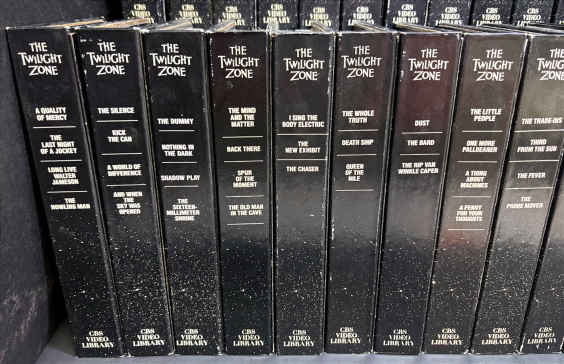 CBS
VIDEO
LIBRARY
THE
TWILIGHT
ZONE
A QUALITY
OF MERCY
THE
LAST NIGHT
OF A JOCKEY
LONG LIVE
WALTER
JAMESON
THE
HOWLING MAN
CBS
VIDEO
LIBRARY
THE
TWILIGHT
ZONE
THE SILENCE
KICK
THE CAN
A WORLD OF
DIFFERENCE
AND WHEN
THE
SKY WAS
OPENED
CBS
VIDEO
LIBRARY
THE
TWILIGHT
ZONE
THE DUMMY
NOTHING IN
THE DARK
SHADOW PLAY
THE
SIXTEEN-
MILLIMETER
SHRINE
CBS
VIDEO
LIBRARY
THE
TWILIGHT
ZONE
THE MIND
AND THE
MATTER
BACK THERE
SPUR
OF THE
MOMENT
THE OLD MAN
IN THE CAVE
CBS
VIDEO
LIBRARY
THE
TWILIGHT
ZONE
I SING THE
BODY ELECTRIC
THE
NEW EXHIBIT
THE CHASER
CBS
VIDEO
LIBRARY
THE
TWILIGHT
ZONE
THE WHOLE
TRUTH
DEATH SHIP
QUEEN
OF THE
NILE
CBS
VIDEO
LIBRARY
THE
TWILIGHT
ZONE
DUST
THE BARD
THE RIP VAN
WINKLE CAPER
CBS
VIDEO
LIBRARY
THE
TWILIGHT
ZONE
THE LITTLE
PEOPLE
ONE MORE
PALLBEARER
A THING
ABOUT
MACHINES
A PENNY
FOR YOUR
THOUGHTS
CBS
VIDEO
LIBRARY
THE
TWILIGHT
ZONE
THE TRADE-INS
THIRD
FROM THE SUN
THE FEVER
THE
PRIME MOVER
CBS
VIDEO
LIBRARY